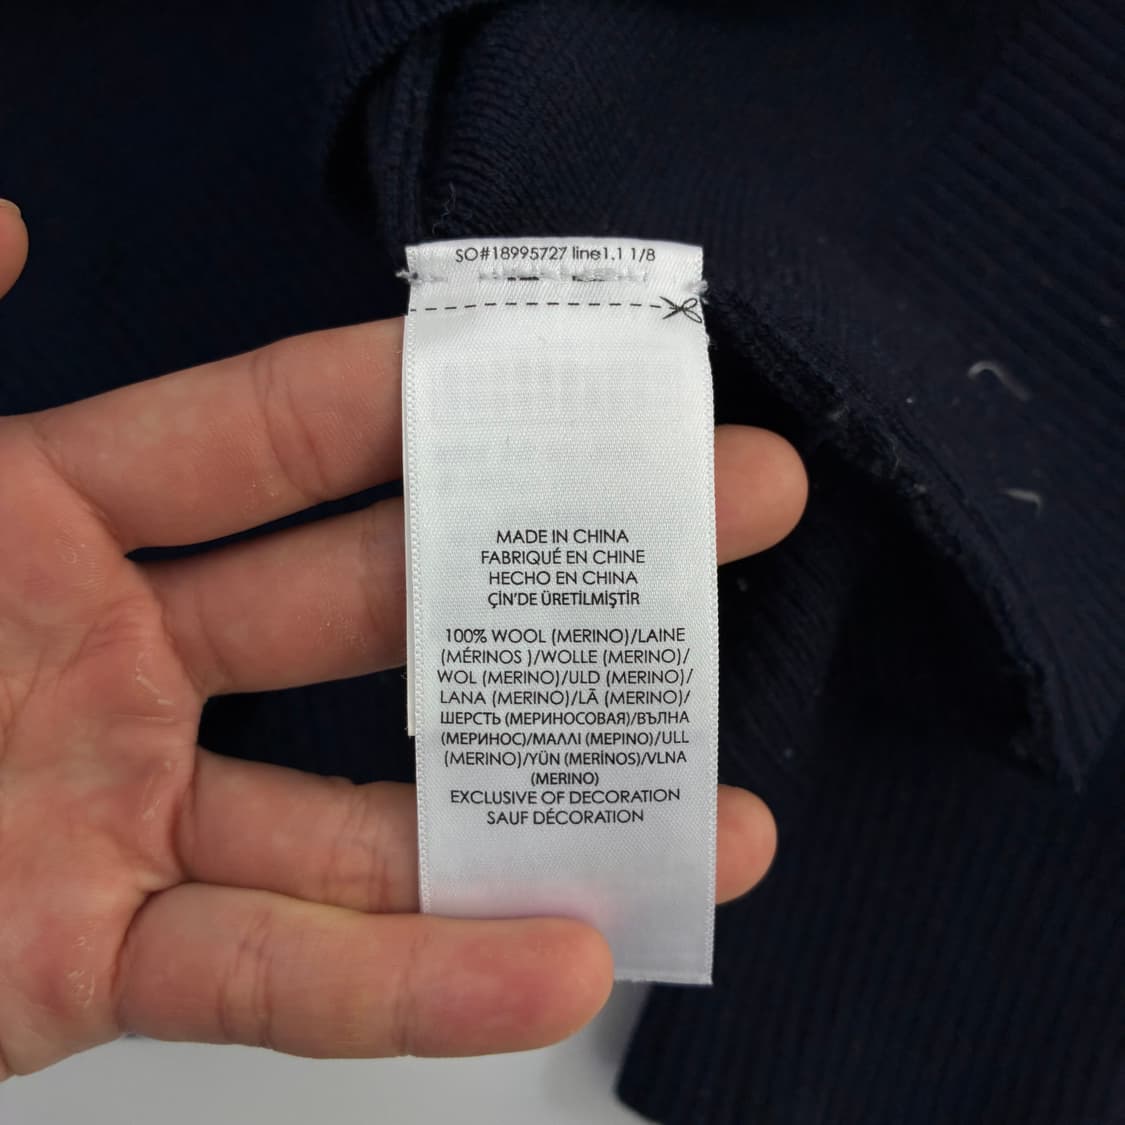 SO#18995727 line1.1 1/8
MADE IN CHINA
FABRIQUÉ EN CHINE
HECHO EN CHINA
ÇİN'DE ÜRETİLMİŞTİR
100% WOOL (MERINO)/LAINE
(MÉRINOS )/WOLLE (MERINO)/
WOL (MERINO)/ULD (MERINO)/
LANA (MERINO)/LÃ (MERINO)/
ШЕРСТЬ (МЕРИНОСОВАЯ)/ВЪЛНА
(МЕРИНОС)/ΜΑΛΛΙ (ΜΕΡΙΝΟ)/ULL
(MERINO)/YÜN (MERİNOS)/VLNA
(MERINO)
EXCLUSIVE OF DECORATION
SAUF DÉCORATION